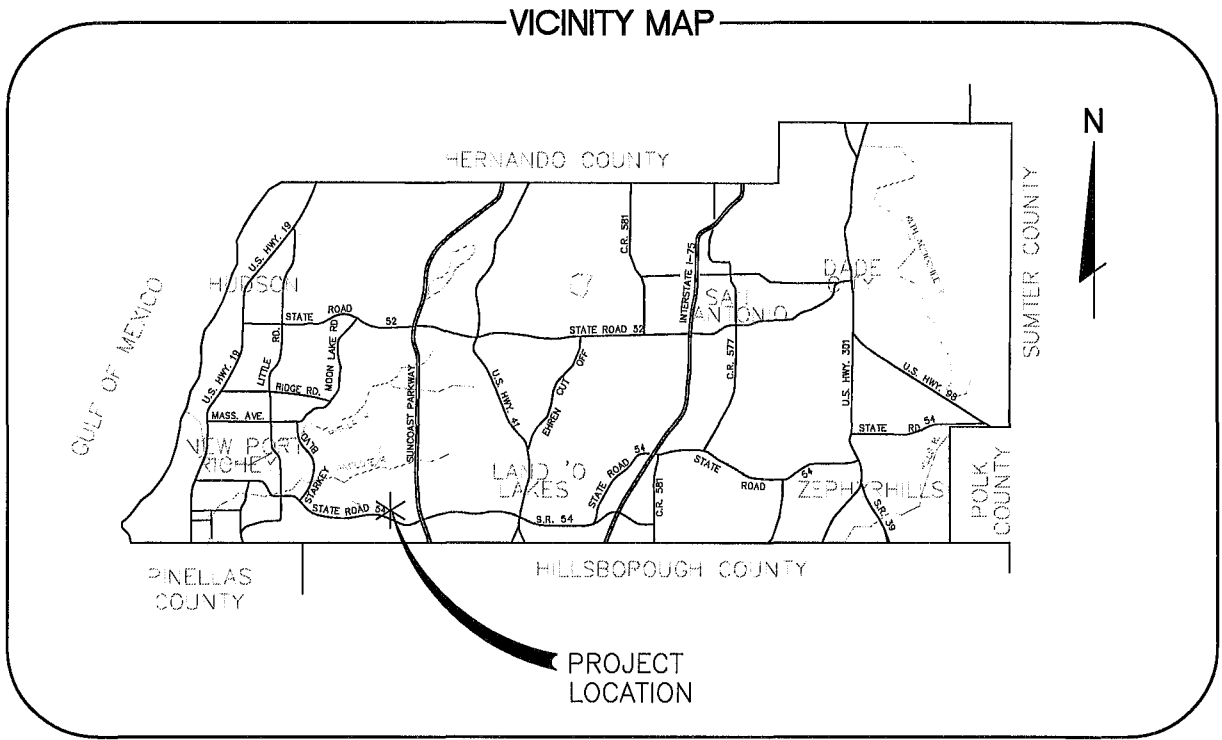 VICINITY MAP
N
HERNANDO COUNTY
SUMTER COUNTY
GULF OF MEXICO
U.S. HWY. 19
HUDSON
C.R. 581
INTERSTATE I-75
DADE
CITY
SAN
ANTONIO
STATE ROAD 52
LITTLE RD.
MOON LAKE RD
STATE ROAD 52
U.S. HWY. 19
RIDGE RD.
MASS. AVE.
SUNCOAST PARKWAY
U.S. HWY. 41
EHREN CUT OFF
C.R. 577
U.S. HWY. 301
U.S. HWY. 98
STATE RD. 54
NEW PORT
RICHEY
STARKEY BLVD.
LAND 'O
LAKES
STATE ROAD 54
STATE ROAD 54
ZEPHYRHILLS
POLK
COUNTY
STATE ROAD 54
S.R. 54
C.R. 581
S.R. 39
PINELLAS
COUNTY
HILLSBOROUGH COUNTY
PROJECT
LOCATION